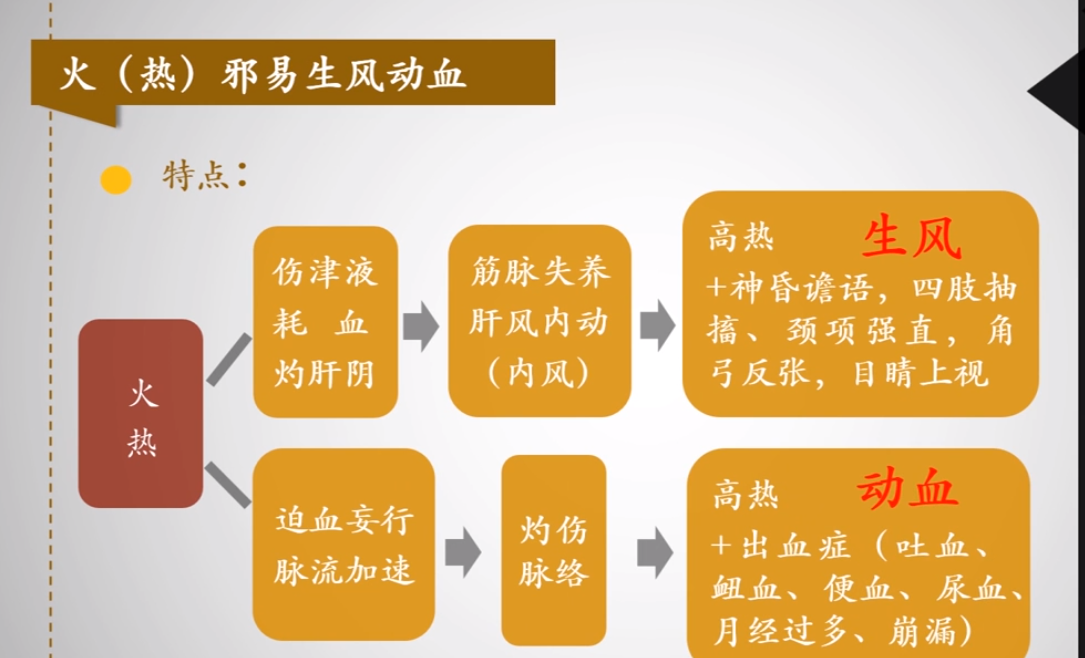 火（热）邪易生风动血
特点：
火
热
伤津液
耗 血
灼肝阴
筋脉失养
肝风内动
（内风）
高热 生风
+神昏谵语，四肢抽
搐、颈项强直，角
弓反张，目睛上视
迫血妄行
脉流加速
灼伤
脉络
高热 动血
+出血症（吐血、
衄血、便血、尿血、
月经过多、崩漏）